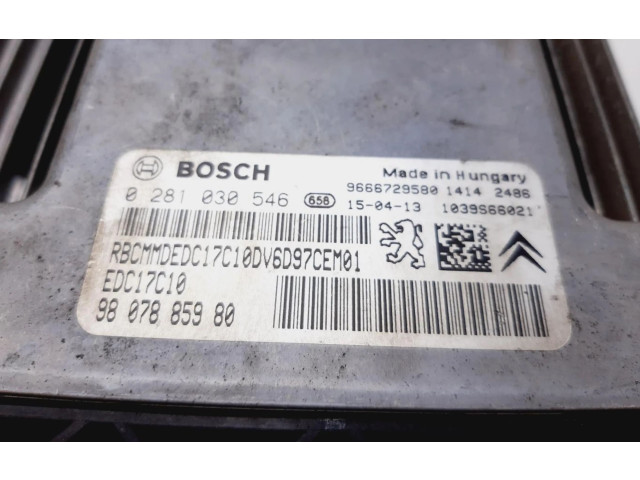 BOSCH
Made in Hungary
0 281 030 546 656
9666729580 1414 2486
15-04-13 1039S66021
RBCMMDEDC17C10DV6D97CEM01
EDC17C10
98 078 859 80